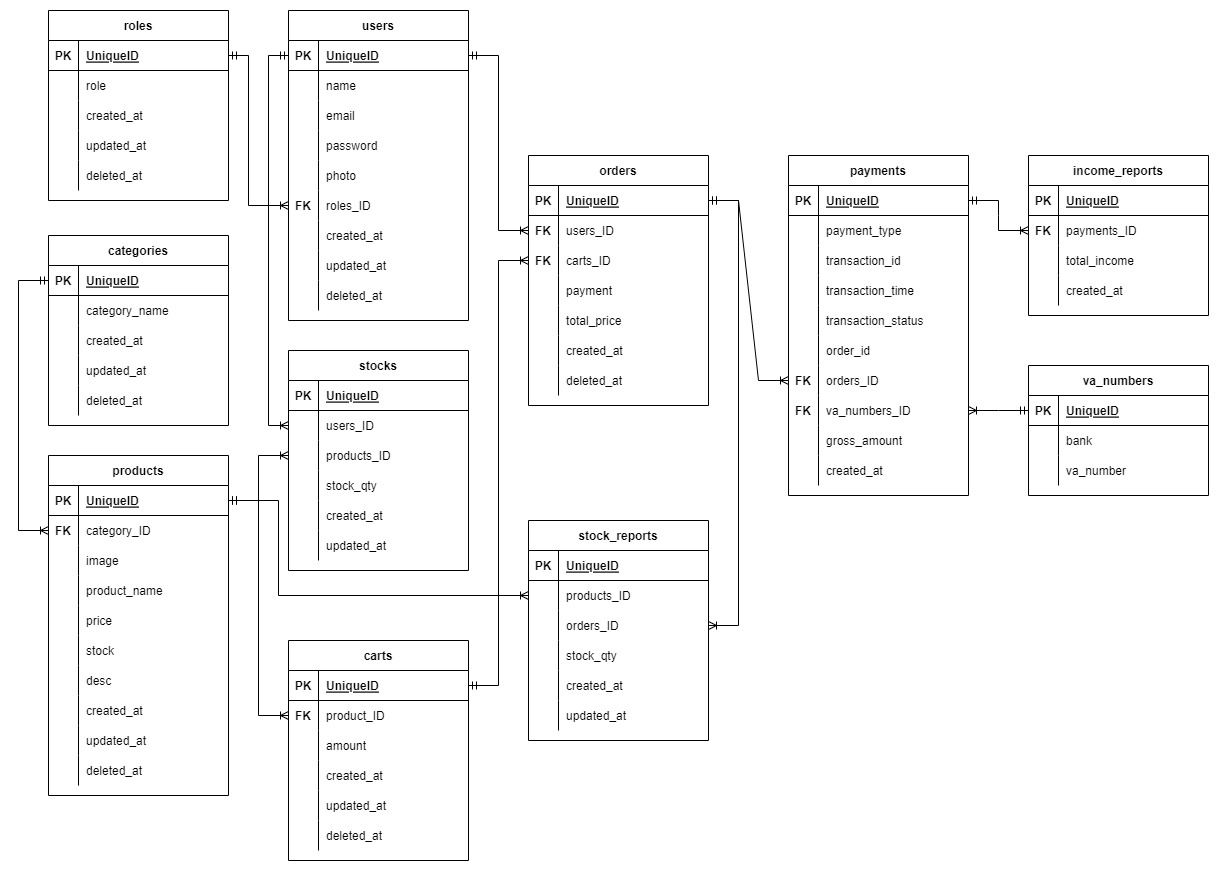 roles
PK UniqueID
role
created_at
updated_at
deleted_at
users
PK UniqueID
name
email
password
photo
FK roles_ID
created_at
updated_at
deleted_at
categories
PK UniqueID
category_name
created_at
updated_at
deleted_at
stocks
PK UniqueID
users_ID
products_ID
stock_qty
created_at
updated_at
products
PK UniqueID
FK category_ID
image
product_name
price
stock
desc
created_at
updated_at
deleted_at
carts
PK UniqueID
FK product_ID
amount
created_at
updated_at
deleted_at
orders
PK UniqueID
FK users_ID
FK carts_ID
payment
total_price
created_at
deleted_at
stock_reports
PK UniqueID
products_ID
orders_ID
stock_qty
created_at
updated_at
payments
PK UniqueID
payment_type
transaction_id
transaction_time
transaction_status
order_id
FK orders_ID
FK va_numbers_ID
gross_amount
created_at
income_reports
PK UniqueID
FK payments_ID
total_income
created_at
va_numbers
PK UniqueID
bank
va_number